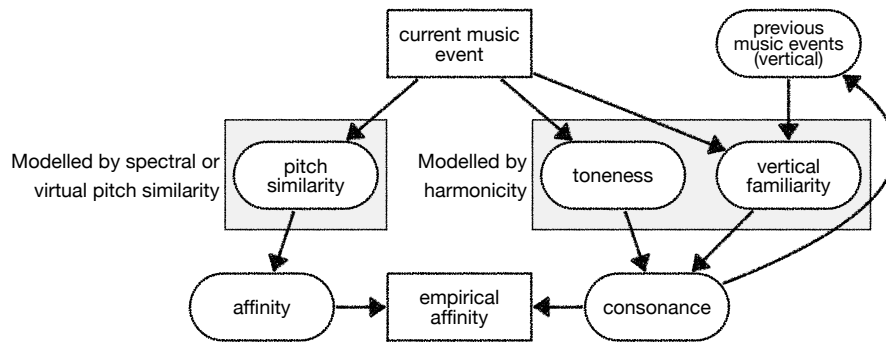 current music
event
previous
music events
(vertical)
Modelled by spectral or
virtual pitch similarity
pitch
similarity
Modelled by
harmonicity
toneness
vertical
familiarity
affinity
empirical
affinity
consonance